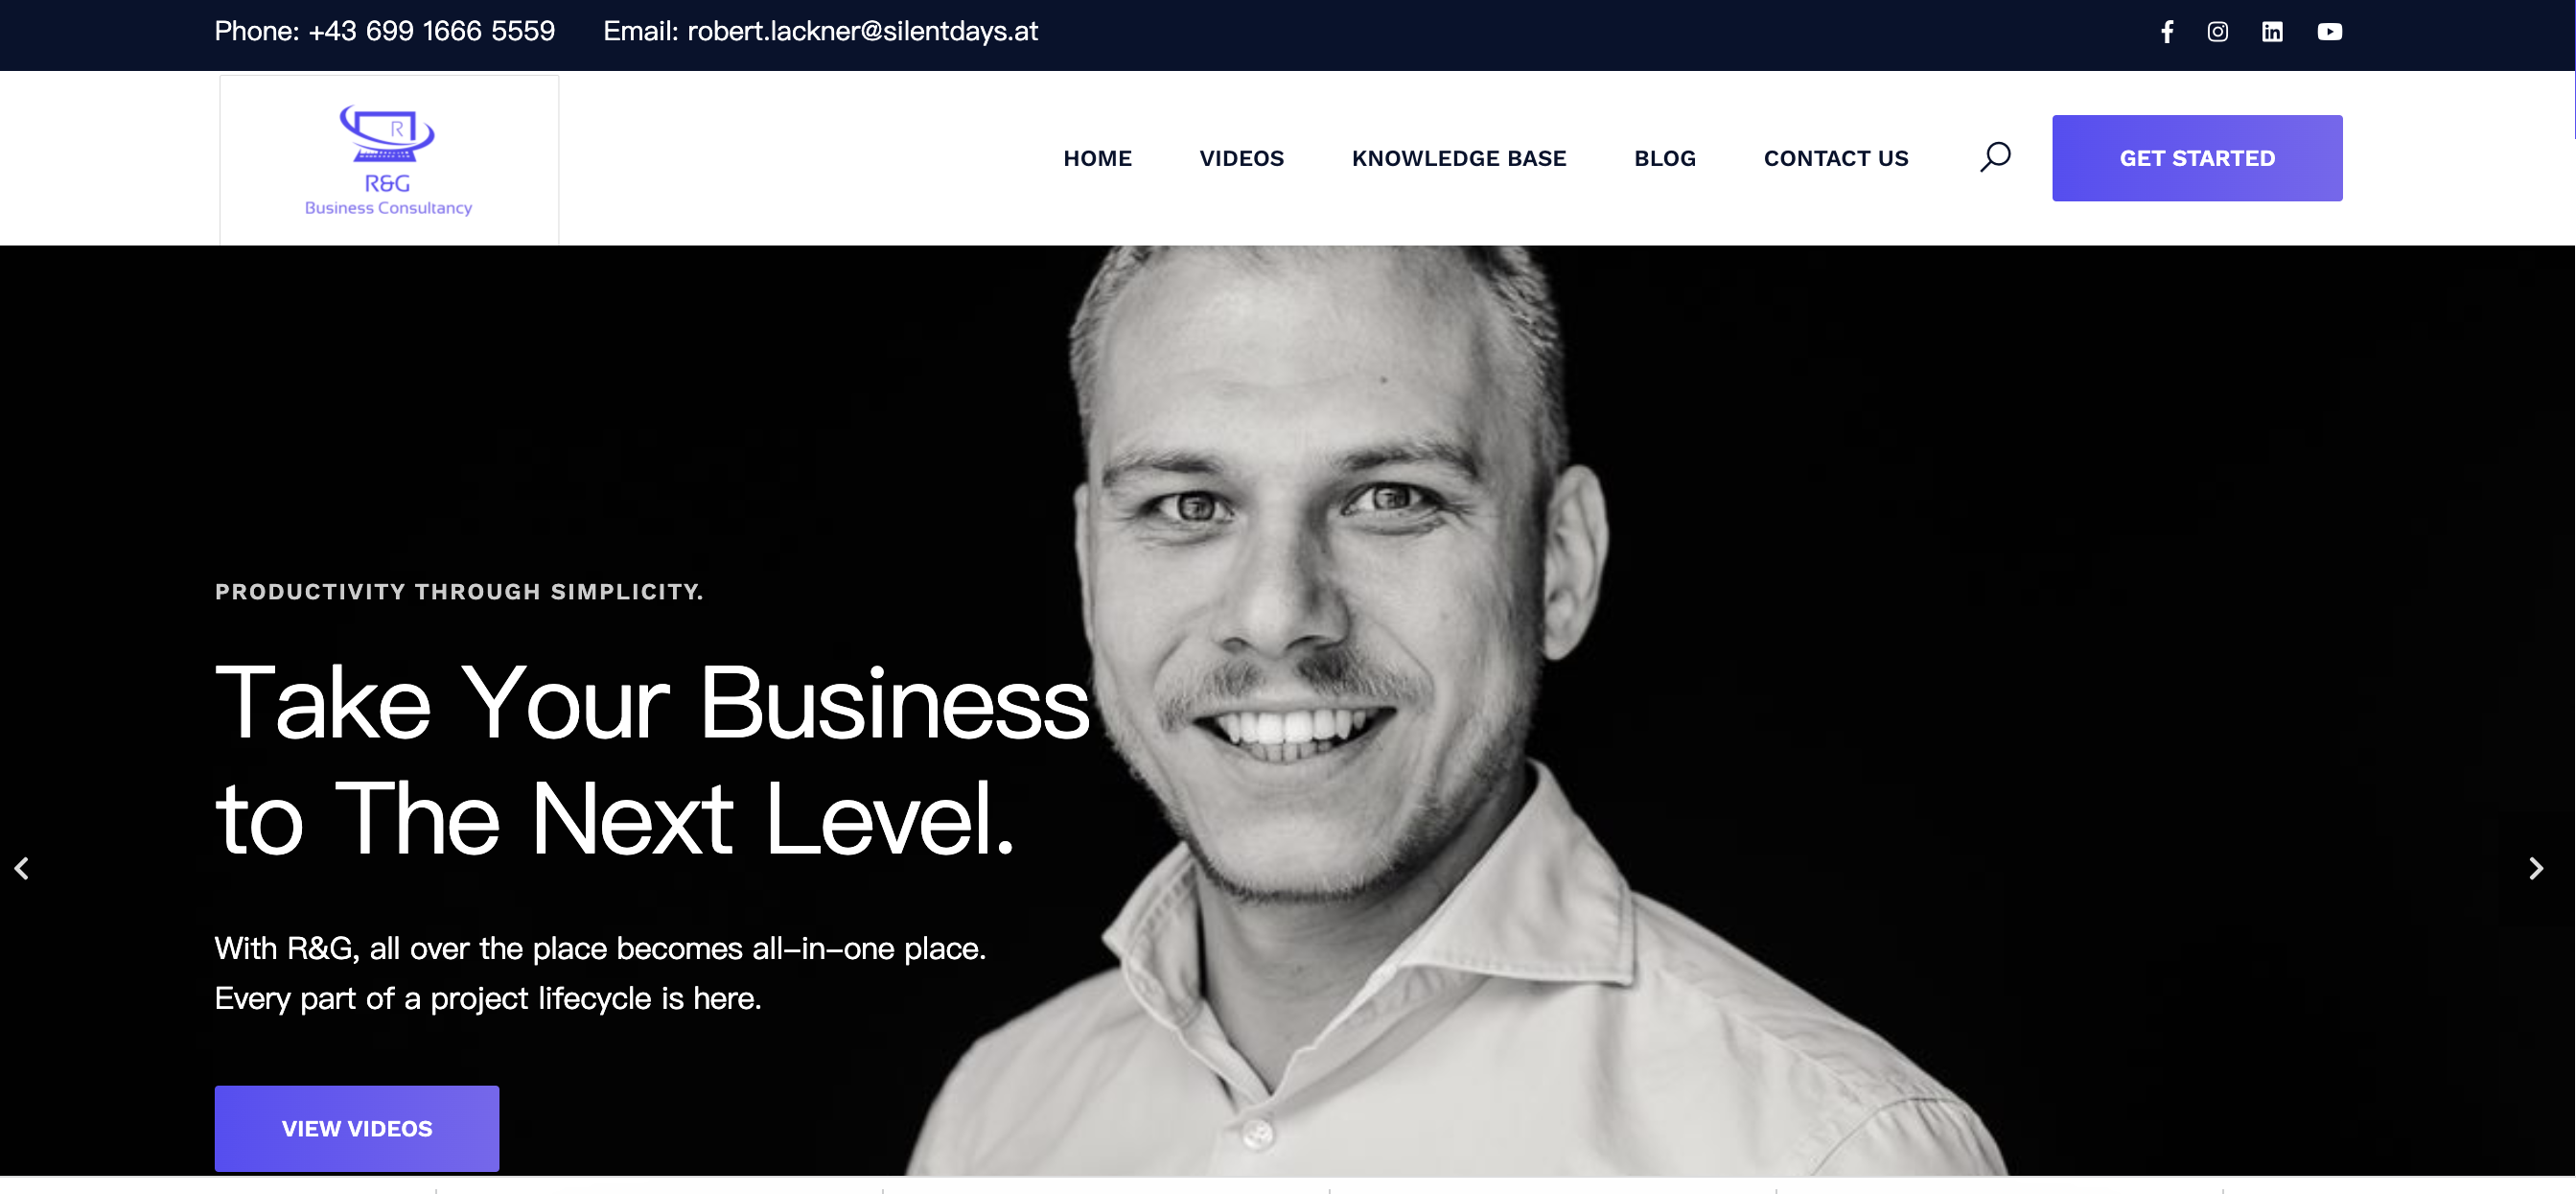 Phone: +43 699 1666 5559 Email: robert.lackner@silentdays.at
R
R&G
Business Consultancy
HOME VIDEOS KNOWLEDGE BASE BLOG CONTACT US GET STARTED
PRODUCTIVITY THROUGH SIMPLICITY.
Take Your Business
to The Next Level.
With R&G, all over the place becomes all-in-one place.
Every part of a project lifecycle is here.
VIEW VIDEOS